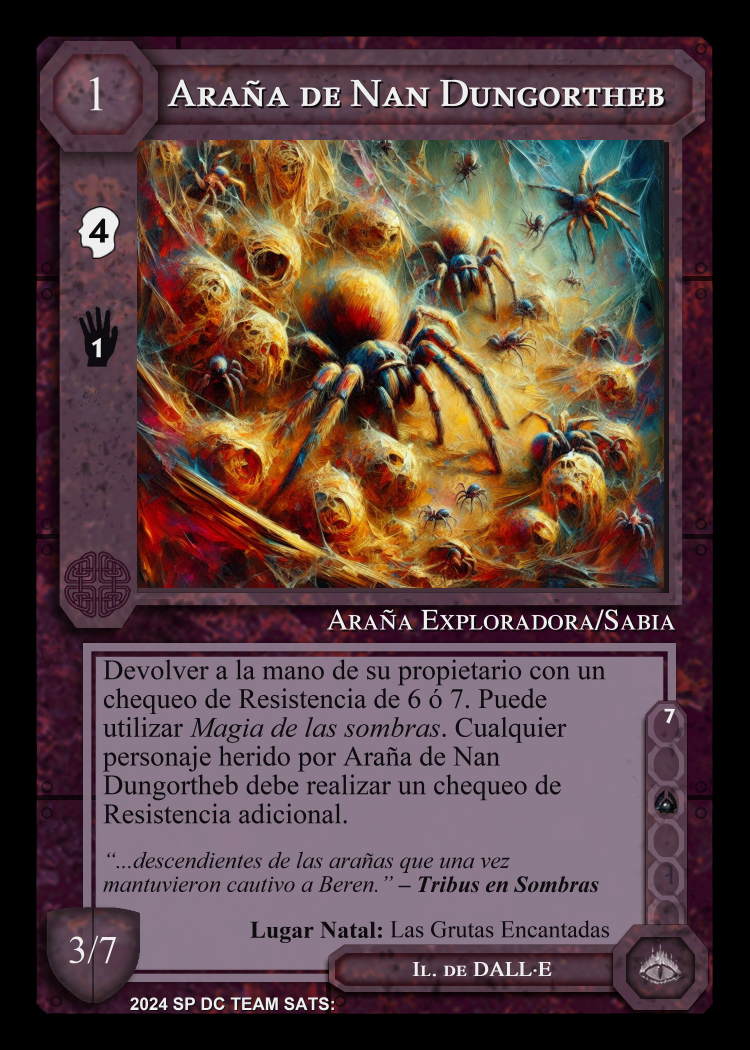 1
Araña de Nan Dungortheb
4
1
Araña Exploradora/Sabia
Devolver a la mano de su propietario con un
chequeo de Resistencia de 6 ó 7. Puede
utilizar Magia de las sombras. Cualquier
personaje herido por Araña de Nan
Dungortheb debe realizar un chequeo de
Resistencia adicional.
7
“...descendientes de las arañas que una vez
mantuvieron cautivo a Beren.” – Tribus en Sombras
Lugar Natal: Las Grutas Encantadas
3/7
Il. de DALL·E
2024 SP DC TEAM SATS: